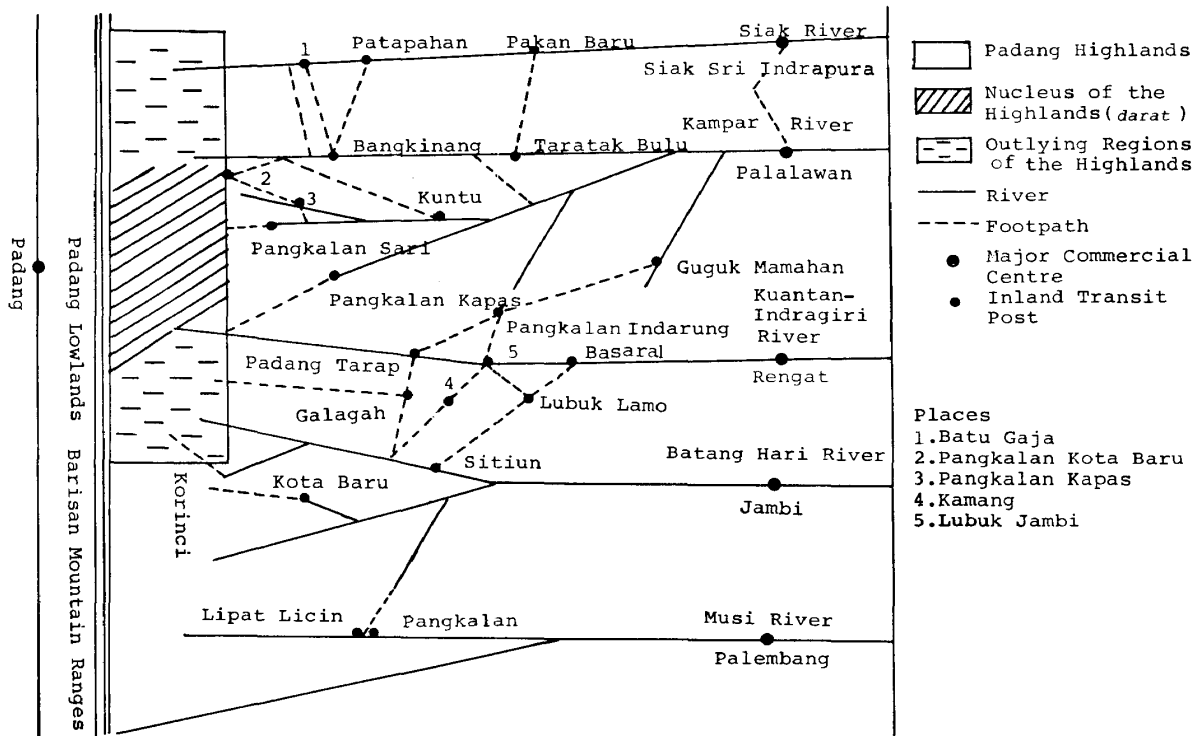 1
Patapahan
Pakan Baru
Siak River
Siak Sri Indrapura
Kampar River
Bangkinang
Taratak Bulu
Palalawan
2
3
Kuntu
Pangkalan Sari
Pangkalan Kapas
Guguk Mamahan
Kuantan-
Indragiri
River
Pangkalan Indarung
Padang Tarap
5
Basaral
Rengat
4
Galagah
Lubuk Lamo
Sitiun
Batang Hari River
Kota Baru
Jambi
Korinci
Lipat Licin
Pangkalan
Musi River
Palembang
Padang
Padang Lowlands
Barisan Mountain Ranges
Padang Highlands
Nucleus of the
Highlands(darat)
Outlying Regions
of the Highlands
River
Footpath
Major Commercial
Centre
Inland Transit
Post
Places
1.Batu Gaja
2.Pangkalan Kota Baru
3.Pangkalan Kapas
4.Kamang
5.Lubuk Jambi